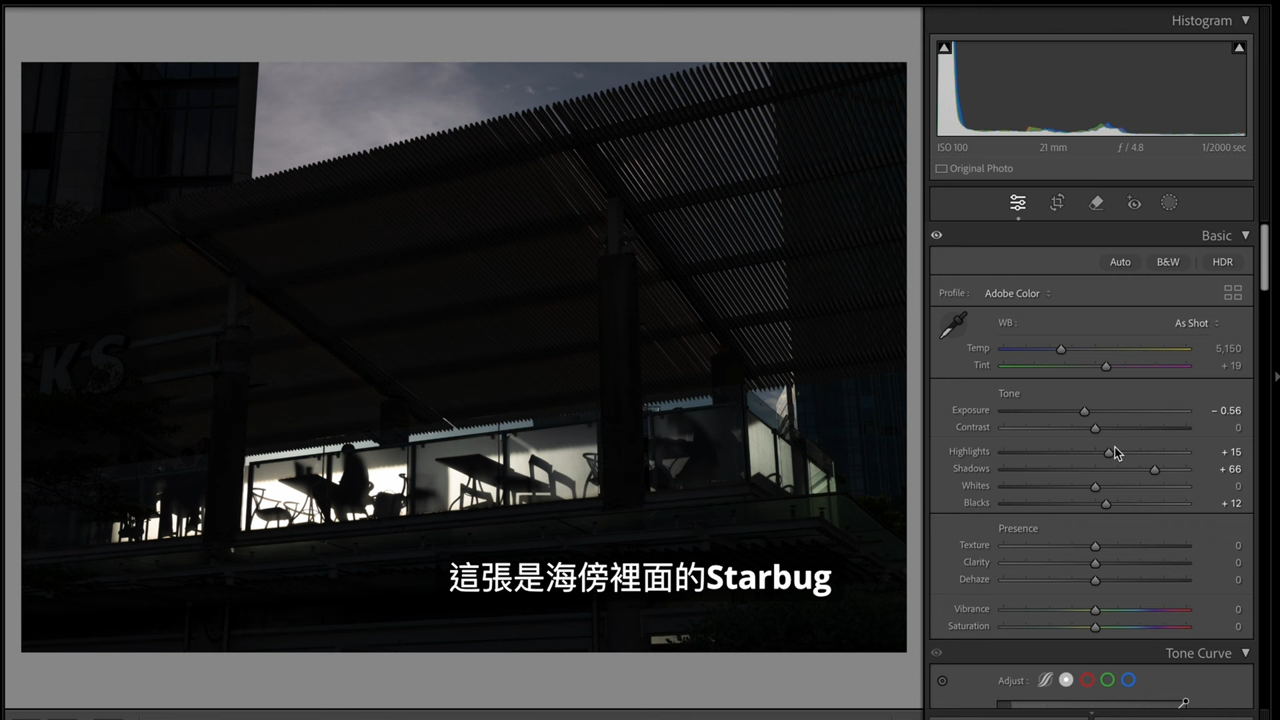 Histogram
ISO 100 21 mm ƒ / 4.8 1/2000 sec
Original Photo
Basic
Auto B&W HDR
Profile : Adobe Color
WB : As Shot
Temp 5,150
Tint + 19
Tone
Exposure − 0.56
Contrast 0
Highlights + 15
Shadows + 66
Whites 0
Blacks + 12
Presence
Texture 0
Clarity 0
Dehaze 0
Vibrance 0
Saturation 0
Tone Curve
Adjust :
KS
這張是海傍裡面的Starbug